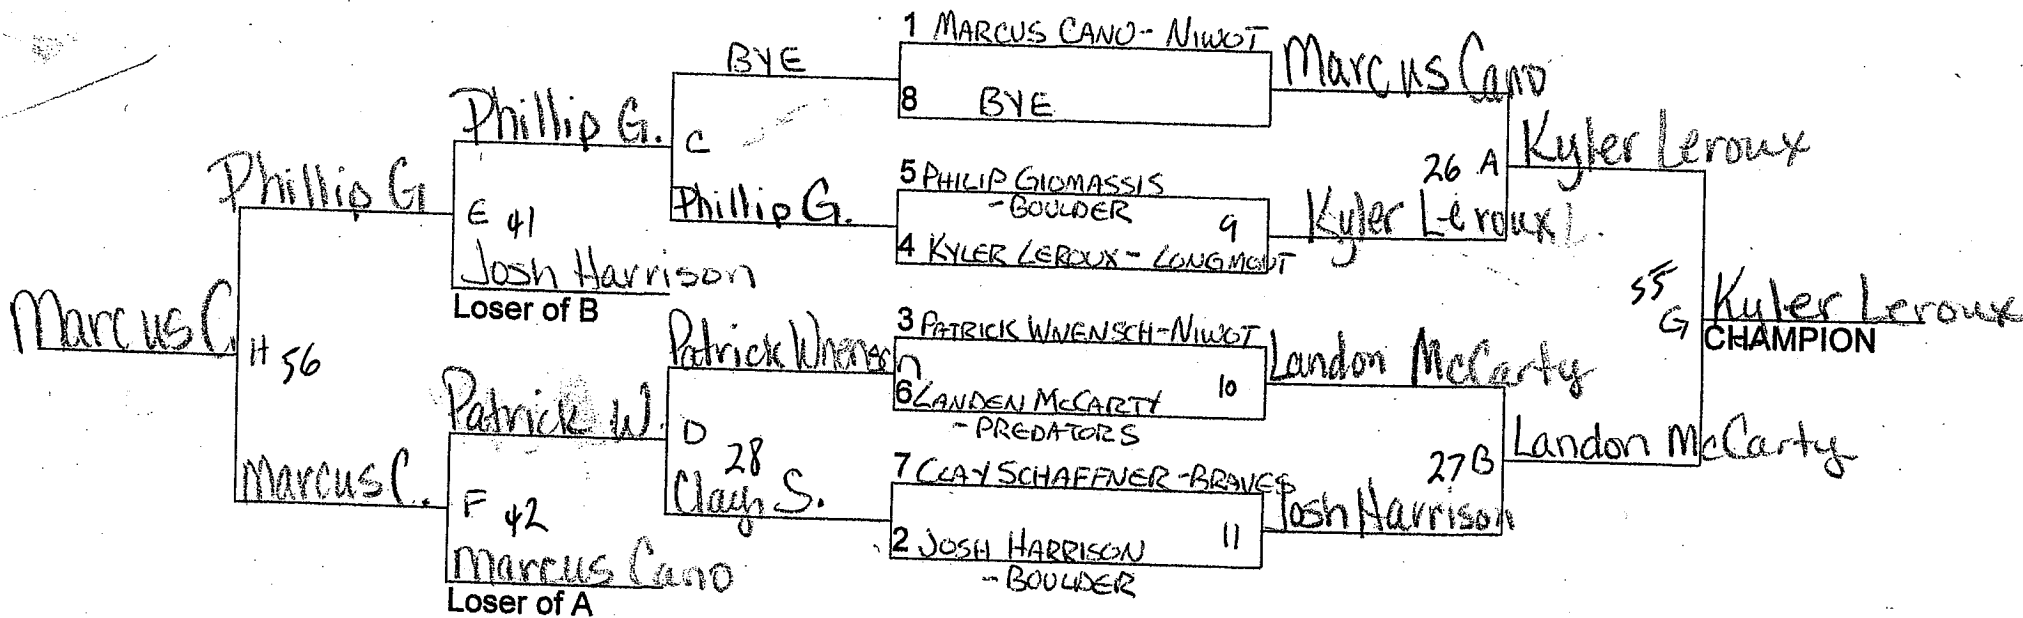 1 MARCUS CANO - NIWOT
Marcus Cano
BYE
8 BYE
Phillip G.
C
Kyler Leroux
26 A
5 PHILIP GIOMASSIS
- BOULDER
9
Phillip G
Phillip G.
Kyler Leroux
4 KYLER LEROUX - LONGMONT
E 41
Josh Harrison
Loser of B
Marcus C.
H 56
55
G
Kyler Leroux
CHAMPION
3 PATRICK WNENSCH - NIWOT
Patrick Wnensch
Landon McCarty
10
6 LANDEN MCCARTY
- PREDATORS
Patrick W.
D
28
Landon McCarty
27 B
7 CLAY SCHAFFNER - BRAVES
Clay S.
Marcus C.
F 42
Josh Harrison
11
2 JOSH HARRISON
- BOULDER
Marcus Cano
Loser of A